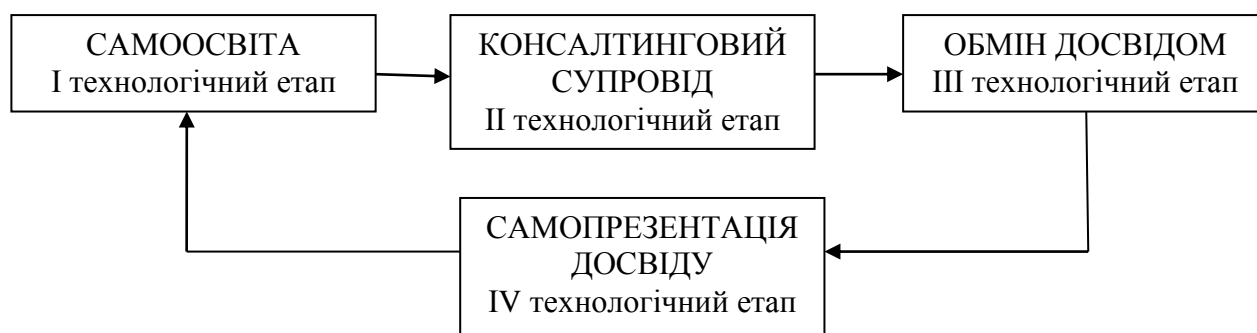 САМООСВІТА
І технологічний етап
КОНСАЛТИНГОВИЙ
СУПРОВІД
ІІ технологічний етап
ОБМІН ДОСВІДОМ
ІІІ технологічний етап
САМОПРЕЗЕНТАЦІЯ
ДОСВІДУ
IV технологічний етап